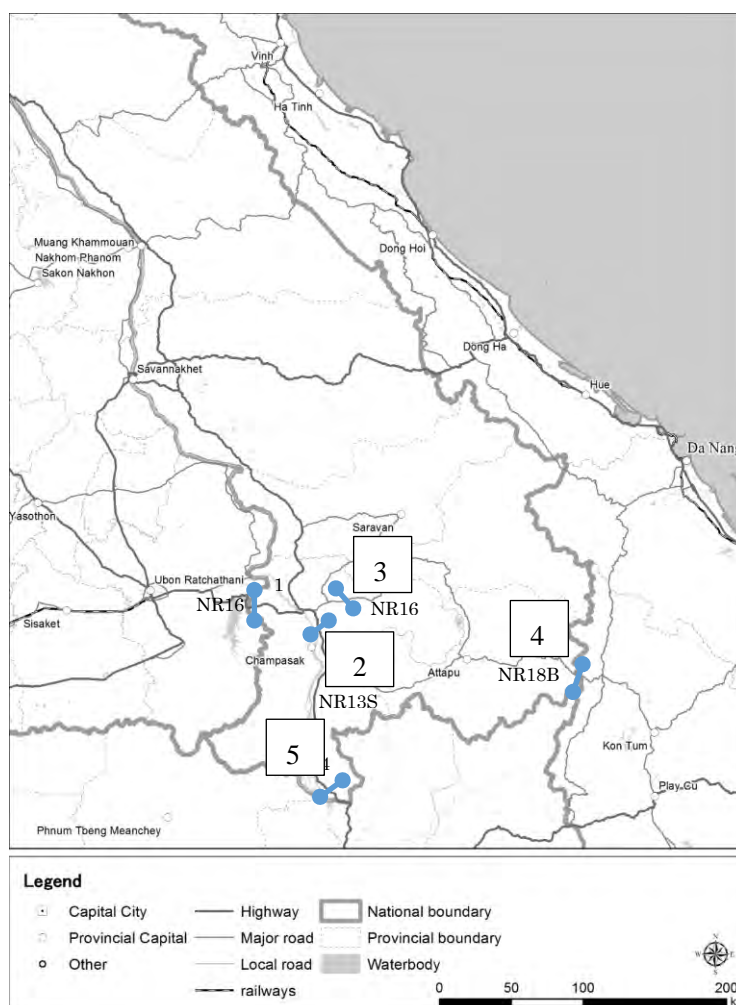 Vinh
Ha Tinh
Muang Khammouan
Nakhom Phanom
Sakon Nakhon
Dong Hoi
Dong Ha
Savannakhet
Hue
Da Nang
Yasothon
Saravan
Ubon Ratchathani
1
3
NR16
NR16
Sisaket
4
2
Champasak
Attapu
NR18B
NR13S
Kon Tum
5
4
Play Cu
Phnum Tbeng Meanchey
Legend
Capital City
Highway
National boundary
Provincial Capital
Major road
Provincial boundary
Other
Local road
Waterbody
railways
N
W
E
S
0 50 100 200
k